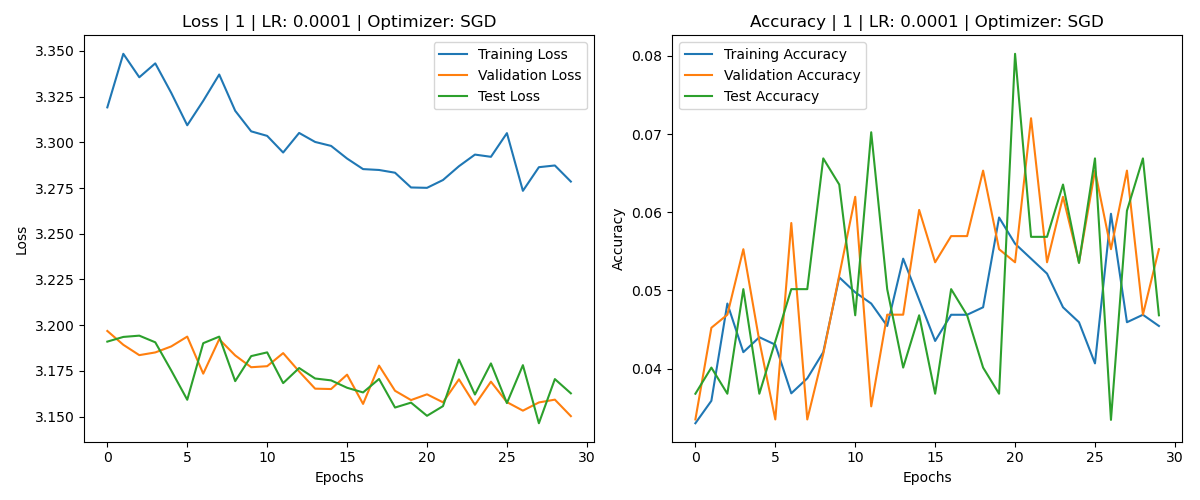 Loss | 1 | LR: 0.0001 | Optimizer: SGD
3.350
3.325
3.300
3.275
3.250
3.225
3.200
3.175
3.150
Loss
Training Loss
Validation Loss
Test Loss
0 5 10 15 20 25 30
Epochs
Accuracy | 1 | LR: 0.0001 | Optimizer: SGD
0.08
0.07
0.06
0.05
0.04
Accuracy
Training Accuracy
Validation Accuracy
Test Accuracy
0 5 10 15 20 25 30
Epochs